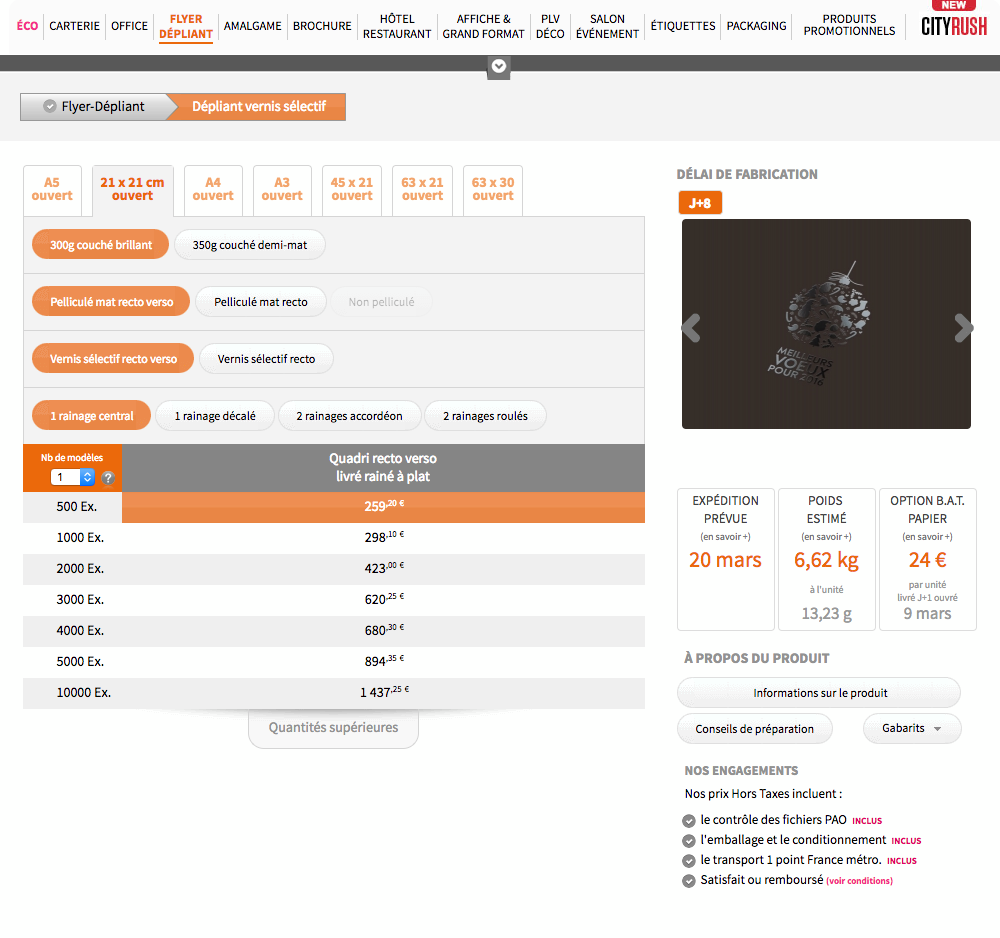 NEW
ÉCO
CARTERIE
OFFICE
FLYER
DÉPLIANT
AMALGAME
BROCHURE
HÔTEL
RESTAURANT
AFFICHE &
GRAND FORMAT
PLV
DÉCO
SALON
ÉVÉNEMENT
ÉTIQUETTES
PACKAGING
PRODUITS
PROMOTIONNELS
CITYRUSH
Flyer-Dépliant
Dépliant vernis sélectif
A5
ouvert
21 x 21 cm
ouvert
A4
ouvert
A3
ouvert
45 x 21
ouvert
63 x 21
ouvert
63 x 30
ouvert
300g couché brillant
350g couché demi-mat
Pelliculé mat recto verso
Pelliculé mat recto
Non pelliculé
Vernis sélectif recto verso
Vernis sélectif recto
1 rainage central
1 rainage décalé
2 rainages accordéon
2 rainages roulés
Nb de modèles
1
?
Quadri recto verso
livré rainé à plat
500 Ex. 259,20 €
1000 Ex. 298,10 €
2000 Ex. 423,00 €
3000 Ex. 620,25 €
4000 Ex. 680,30 €
5000 Ex. 894,35 €
10000 Ex. 1 437,25 €
Quantités supérieures
DÉLAI DE FABRICATION
J+8
MEILLEURS
VOEUX
POUR 2016
EXPÉDITION
PRÉVUE
(en savoir +)
20 mars
POIDS
ESTIMÉ
(en savoir +)
6,62 kg
à l'unité
13,23 g
OPTION B.A.T.
PAPIER
(en savoir +)
24 €
par unité
livré J+1 ouvré
9 mars
À PROPOS DU PRODUIT
Informations sur le produit
Conseils de préparation
Gabarits
NOS ENGAGEMENTS
Nos prix Hors Taxes incluent :
le contrôle des fichiers PAO INCLUS
l'emballage et le conditionnement INCLUS
le transport 1 point France métro. INCLUS
Satisfait ou remboursé (voir conditions)